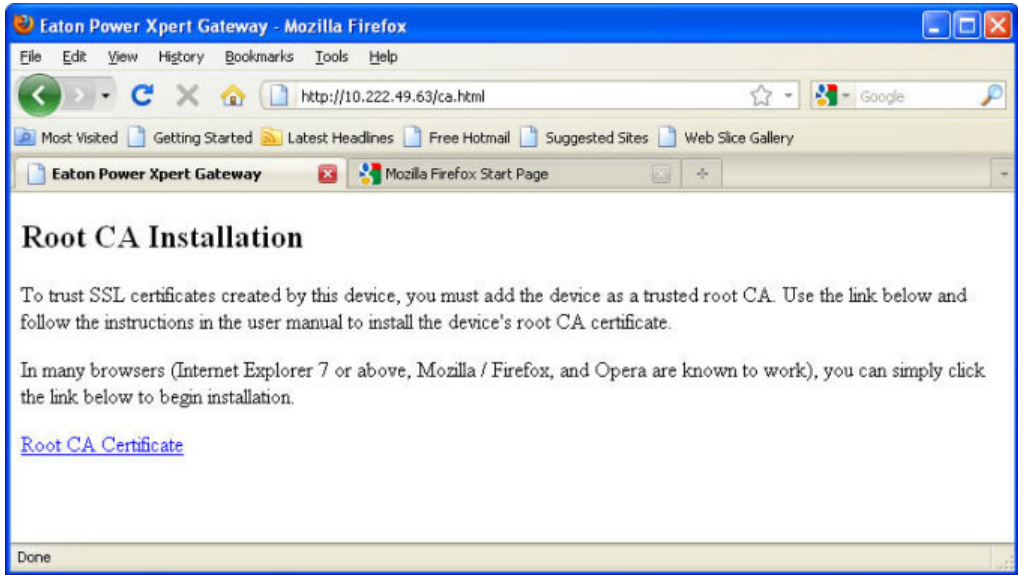 Eaton Power Xpert Gateway - Mozilla Firefox
File Edit View History Bookmarks Tools Help
http://10.222.49.63/ca.html Google
Most Visited Getting Started Latest Headlines Free Hotmail Suggested Sites Web Slice Gallery
Eaton Power Xpert Gateway Mozilla Firefox Start Page
Root CA Installation
To trust SSL certificates created by this device, you must add the device as a trusted root CA. Use the link below and
follow the instructions in the user manual to install the device's root CA certificate.
In many browsers (Internet Explorer 7 or above, Mozilla / Firefox, and Opera are known to work), you can simply click
the link below to begin installation.
Root CA Certificate
Done